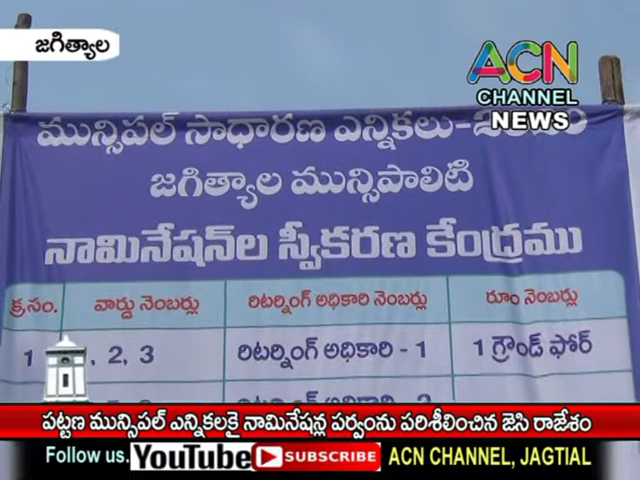 జగిత్యాల
ACN
CHANNEL
NEWS
మున్సిపల్ సాధారణ ఎన్నికలు-2020
జగిత్యాల మున్సిపాలిటి
నామినేషన్‌ల స్వీకరణ కేంద్రము
క్ర.సం. వార్డు నెంబర్లు రిటర్నింగ్ అధికారి నెంబర్లు రూం నెంబర్లు
1 , 2, 3 రిటర్నింగ్ అధికారి - 1 1 గ్రౌండ్ ఫోర్
పట్టణ మున్సిపల్ ఎన్నికలకై నామినేషన్ల పర్వంను పరిశీలించిన జెసి రాజేశం
Follow us. YouTube SUBSCRIBE ACN CHANNEL, JAGTIAL